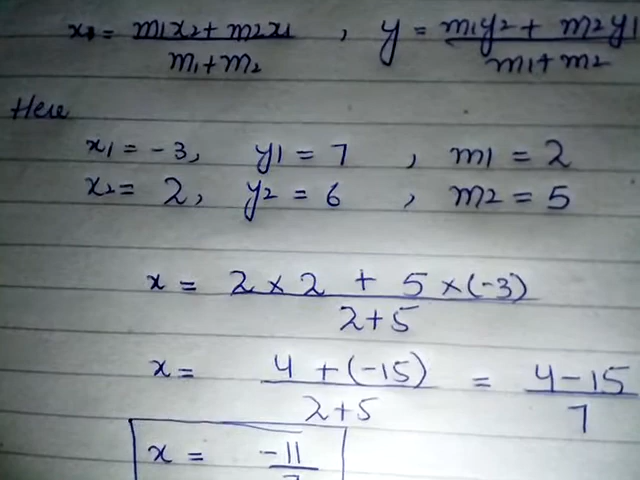 x = m1x2 + m2x1 / m1 + m2 , y = m1y2 + m2y1 / m1 + m2
Here
x1 = -3, y1 = 7 , m1 = 2
x2 = 2, y2 = 6 , m2 = 5
x = 2 × 2 + 5 × (-3) / 2+5
x = 4 + (-15) / 2+5 = 4-15 / 7
x = -11 / 7